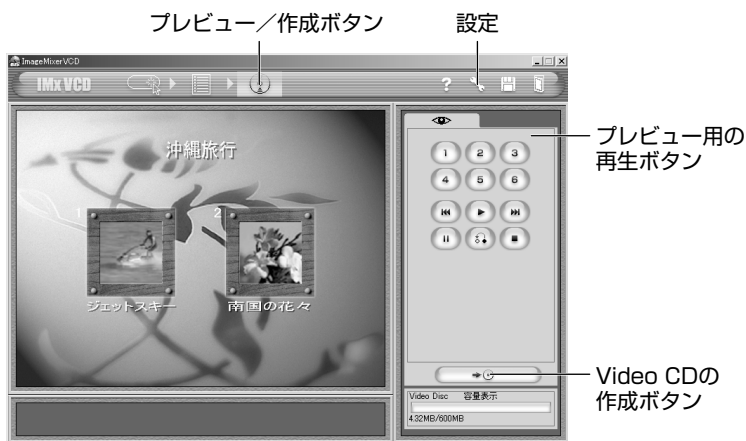 プレビュー／作成ボタン
設定
ImageMixerVCD
IMx VCD
?
沖縄旅行
1
2
ジェットスキー
南国の花々
1 2 3
4 5 6
プレビュー用の
再生ボタン
Video CDの
作成ボタン
Video Disc 容量表示
4.32MB/600MB